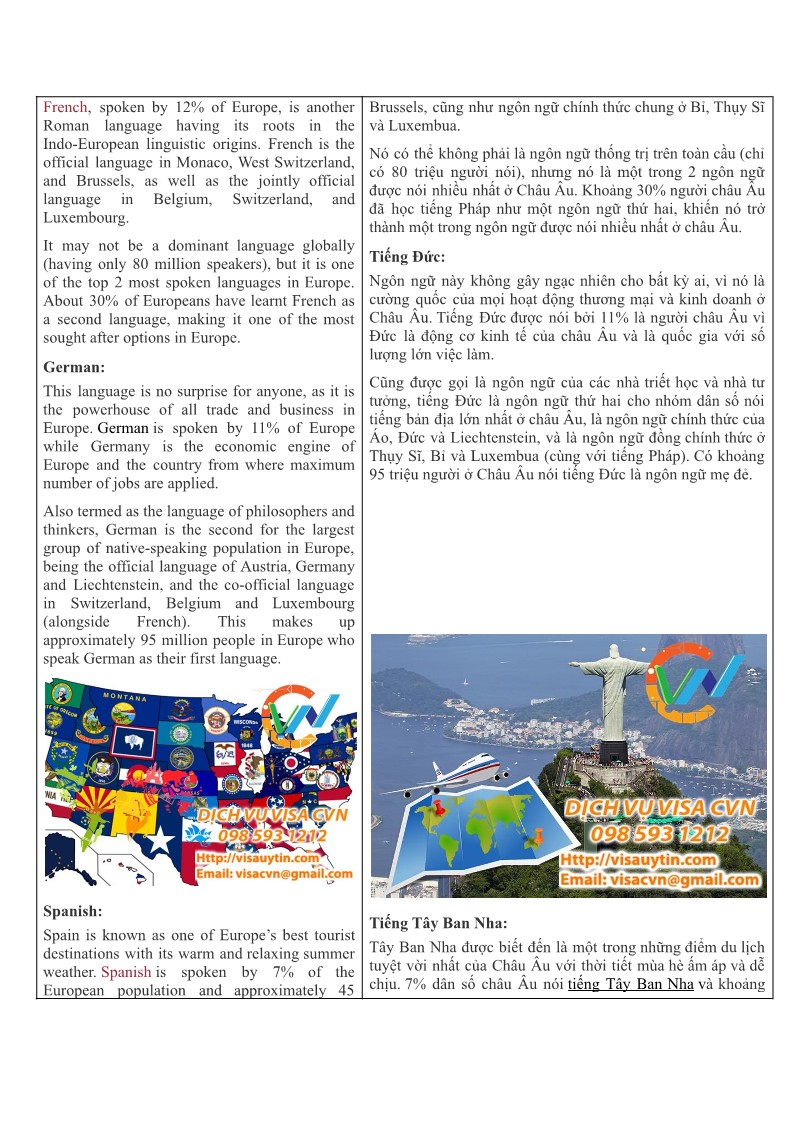 French, spoken by 12% of Europe, is another
Roman language having its roots in the
Indo-European linguistic origins. French is the
official language in Monaco, West Switzerland,
and Brussels, as well as the jointly official
language in Belgium, Switzerland, and
Luxembourg.
It may not be a dominant language globally
(having only 80 million speakers), but it is one
of the top 2 most spoken languages in Europe.
About 30% of Europeans have learnt French as
a second language, making it one of the most
sought after options in Europe.
German:
This language is no surprise for anyone, as it is
the powerhouse of all trade and business in
Europe. German is spoken by 11% of Europe
while Germany is the economic engine of
Europe and the country from where maximum
number of jobs are applied.
Also termed as the language of philosophers and
thinkers, German is the second for the largest
group of native-speaking population in Europe,
being the official language of Austria, Germany
and Liechtenstein, and the co-official language
in Switzerland, Belgium and Luxembourg
(alongside French). This makes up
approximately 95 million people in Europe who
speak German as their first language.
MONTANA
WISCONSIN
1848
DỊCH VỤ VISA CVN
098 593 1212
Http://visauytin.com
Email: visacvn@gmail.com
Spanish:
Spain is known as one of Europe’s best tourist
destinations with its warm and relaxing summer
weather. Spanish is spoken by 7% of the
European population and approximately 45
Brussels, cũng như ngôn ngữ chính thức chung ở Bỉ, Thụy Sĩ
và Luxembua.
Nó có thể không phải là ngôn ngữ thống trị trên toàn cầu (chỉ
có 80 triệu người nói), nhưng nó là một trong 2 ngôn ngữ
được nói nhiều nhất ở Châu Âu. Khoảng 30% người châu Âu
đã học tiếng Pháp như một ngôn ngữ thứ hai, khiến nó trở
thành một trong ngôn ngữ được nói nhiều nhất ở châu Âu.
Tiếng Đức:
Ngôn ngữ này không gây ngạc nhiên cho bất kỳ ai, vì nó là
cường quốc của mọi hoạt động thương mại và kinh doanh ở
Châu Âu. Tiếng Đức được nói bởi 11% là người châu Âu vì
Đức là động cơ kinh tế của châu Âu và là quốc gia với số
lượng lớn việc làm.
Cũng được gọi là ngôn ngữ của các nhà triết học và nhà tư
tưởng, tiếng Đức là ngôn ngữ thứ hai cho nhóm dân số nói
tiếng bản địa lớn nhất ở châu Âu, là ngôn ngữ chính thức của
Áo, Đức và Liechtenstein, và là ngôn ngữ đồng chính thức ở
Thụy Sĩ, Bỉ và Luxembua (cùng với tiếng Pháp). Có khoảng
95 triệu người ở Châu Âu nói tiếng Đức là ngôn ngữ mẹ đẻ.
DỊCH VỤ VISA CVN
098 593 1212
Http://visauytin.com
Email: visacvn@gmail.com
Tiếng Tây Ban Nha:
Tây Ban Nha được biết đến là một trong những điểm du lịch
tuyệt vời nhất của Châu Âu với thời tiết mùa hè ấm áp và dễ
chịu. 7% dân số châu Âu nói tiếng Tây Ban Nha và khoảng